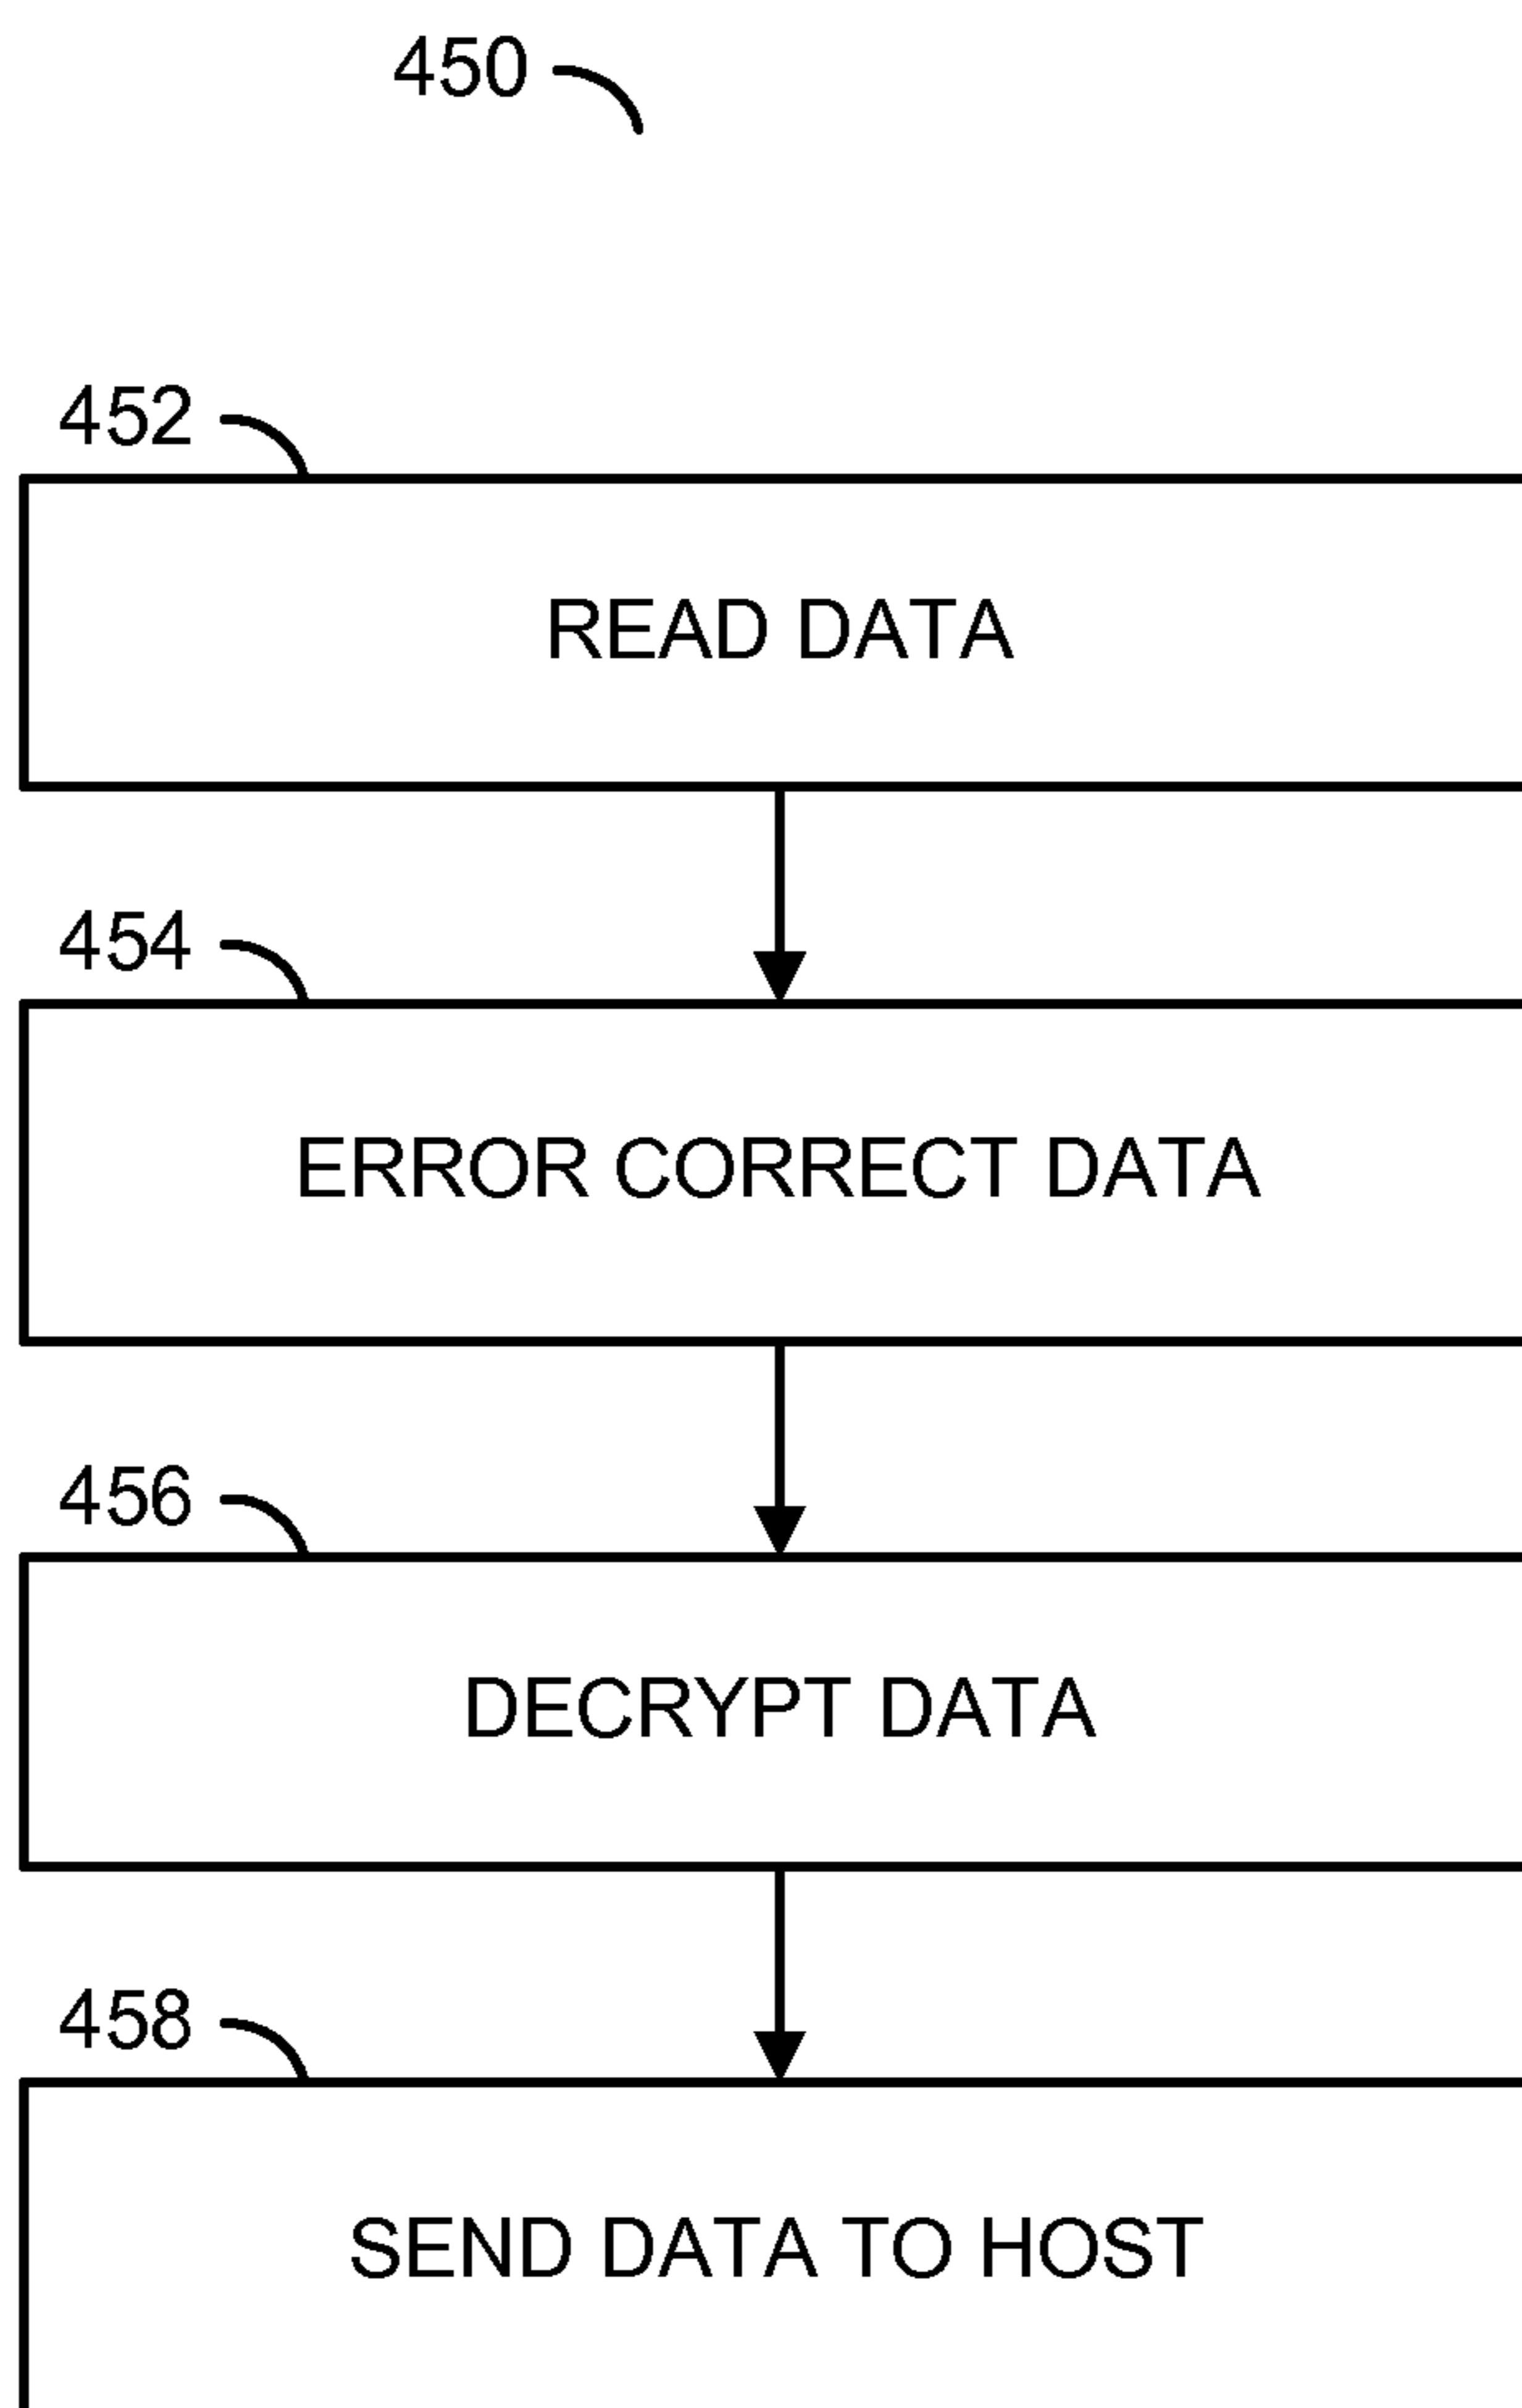 450
452
READ DATA
454
ERROR CORRECT DATA
456
DECRYPT DATA
458
SEND DATA TO HOST